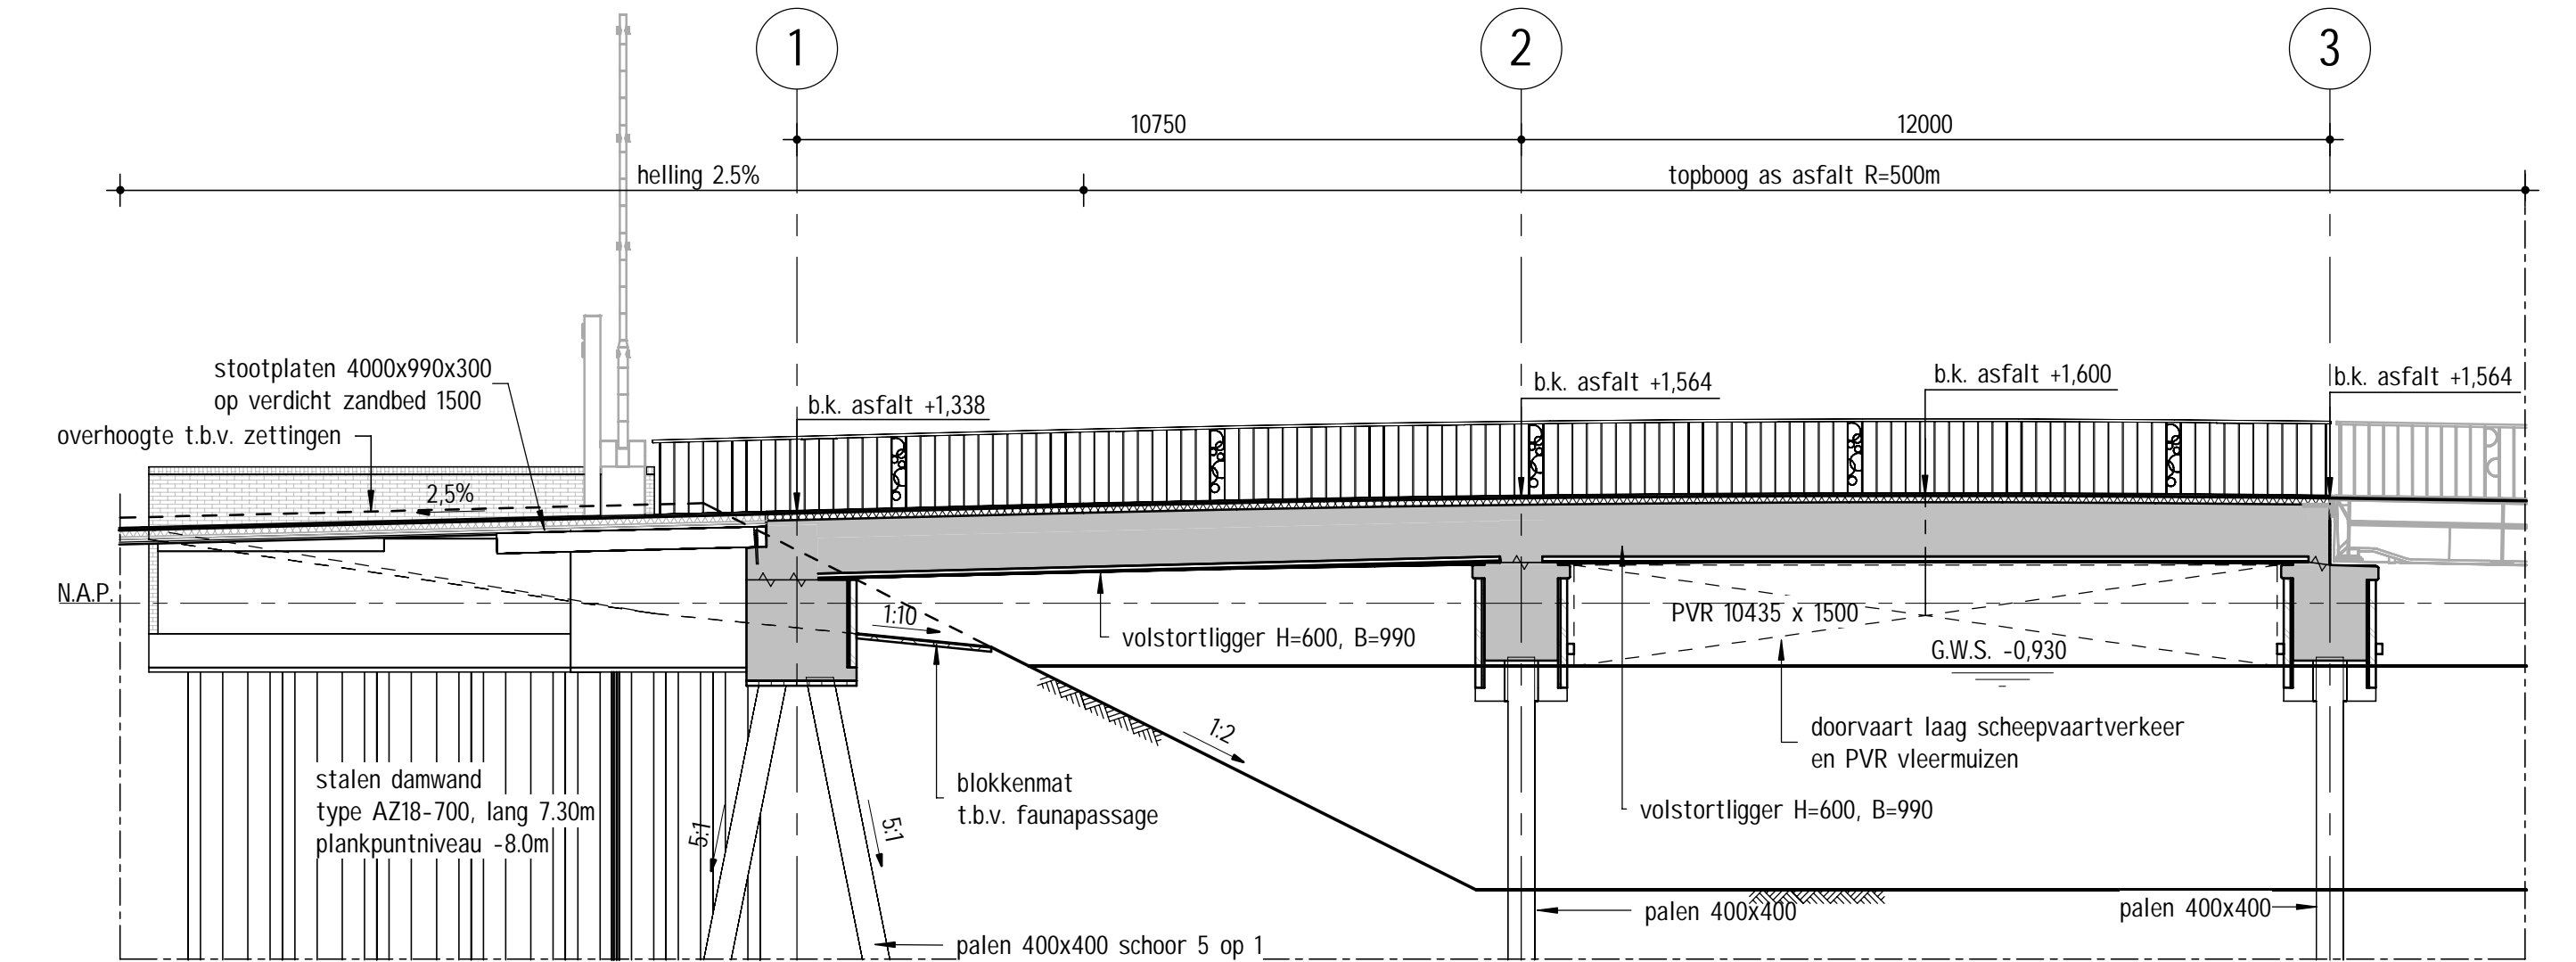 1
2
3
10750
12000
helling 2.5%
topboog as asfalt R=500m
stootplaten 4000x990x300
op verdicht zandbed 1500
overhoogte t.b.v. zettingen
2,5%
b.k. asfalt +1,338
b.k. asfalt +1,564
b.k. asfalt +1,600
b.k. asfalt +1,564
N.A.P.
1:10
volstortligger H=600, B=990
PVR 10435 x 1500
G.W.S. -0,930
1:2
doorvaart laag scheepvaartverkeer
en PVR vleermuizen
stalen damwand
type AZ18-700, lang 7.30m
plankpuntniveau -8.0m
5:1
5:1
blokkenmat
t.b.v. faunapassage
volstortligger H=600, B=990
palen 400x400
palen 400x400
palen 400x400 schoor 5 op 1